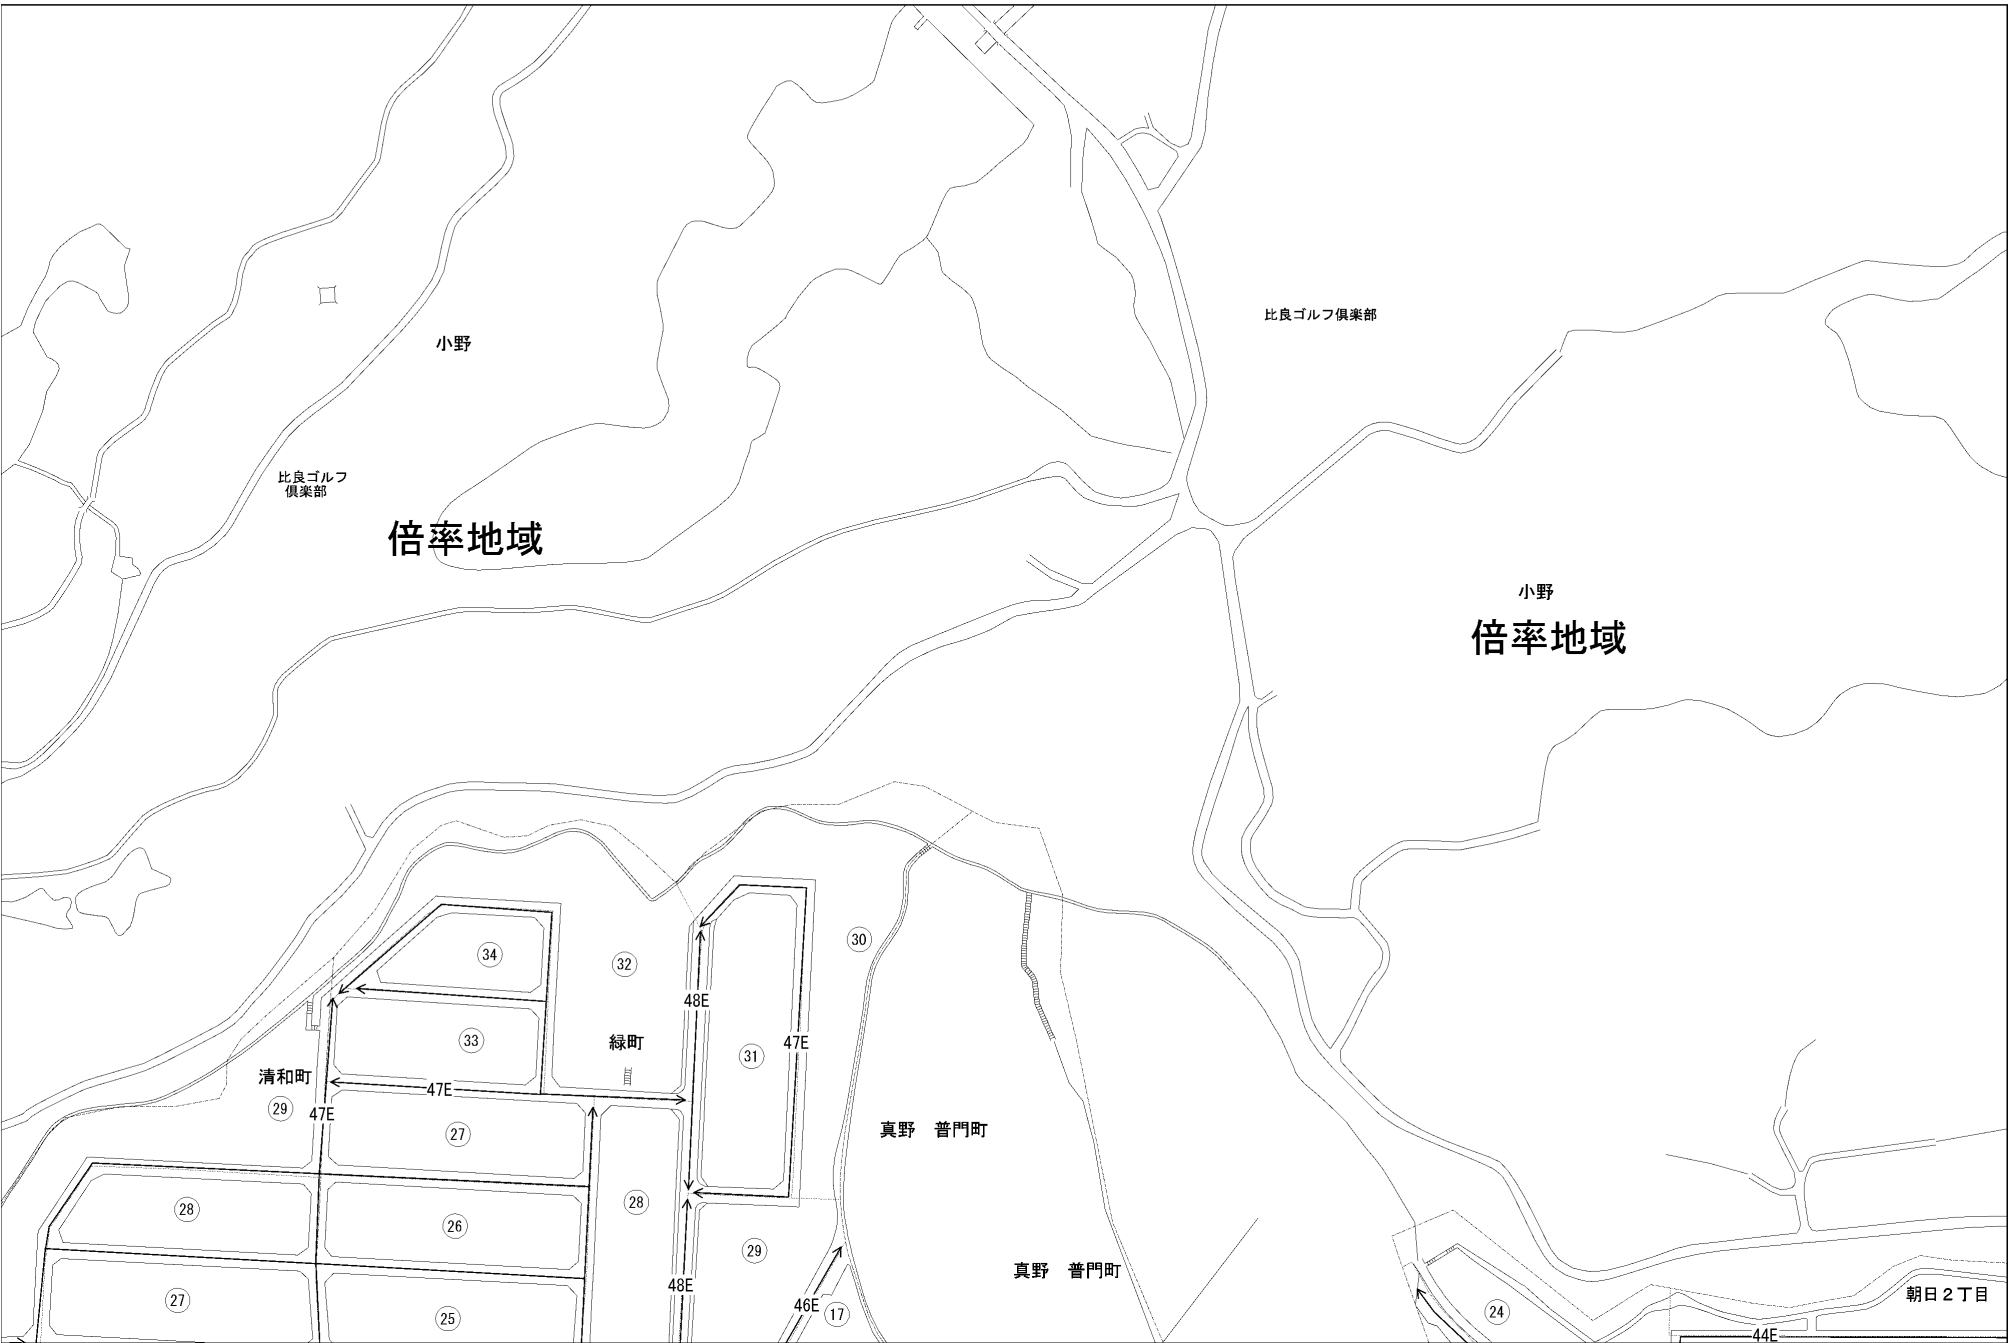 比良ゴルフ倶楽部
小野
比良ゴルフ
倶楽部
倍率地域
小野
倍率地域
30
34
32
48E
33
緑町
47E
31
清和町
47E
29
47E
27
真野 普門町
28
28
26
29
真野 普門町
48E
27
46E
17
25
24
朝日2丁目
44E